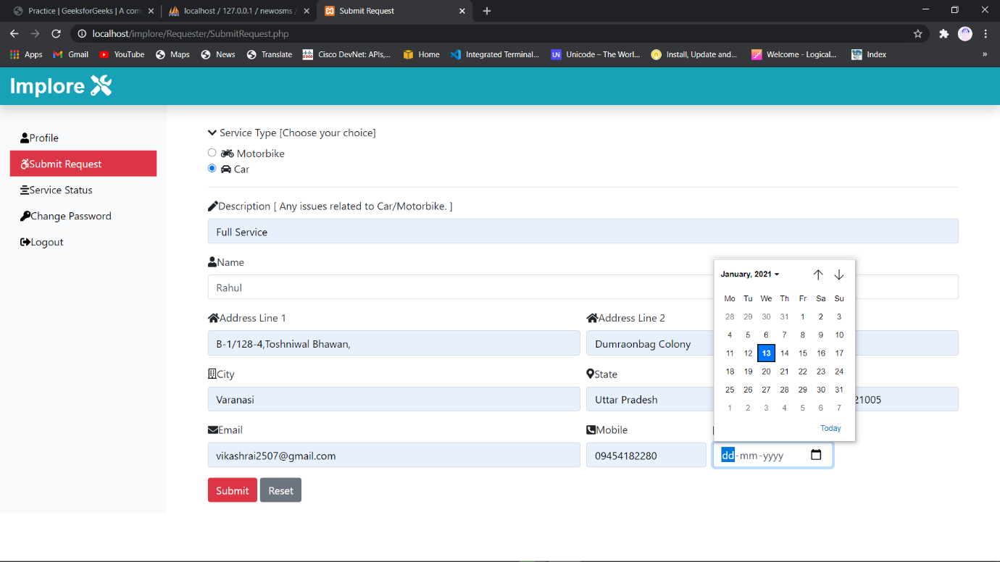 Practice | GeeksforGeeks | A com
localhost / 127.0.0.1 / newosms /
Submit Request
localhost/implore/Requester/SubmitRequest.php
Apps Gmail YouTube Maps News Translate Cisco DevNet: APIs,... Home Integrated Terminal... UN Unicode – The Worl... Install, Update and... Welcome - Logical... Index »
Implore
Profile
Submit Request
Service Status
Change Password
Logout
Service Type [Choose your choice]
Motorbike
Car
Description [ Any issues related to Car/Motorbike. ]
Full Service
Name
Rahul
Address Line 1 Address Line 2
B-1/128-4,Toshniwal Bhawan, Dumraonbag Colony
City State
Varanasi Uttar Pradesh 21005
Email Mobile
vikashrai2507@gmail.com 09454182280 dd-mm-yyyy
Submit Reset
January, 2021
Mo Tu We Th Fr Sa Su
28 29 30 31 1 2 3
4 5 6 7 8 9 10
11 12 13 14 15 16 17
18 19 20 21 22 23 24
25 26 27 28 29 30 31
1 2 3 4 5 6 7
Today